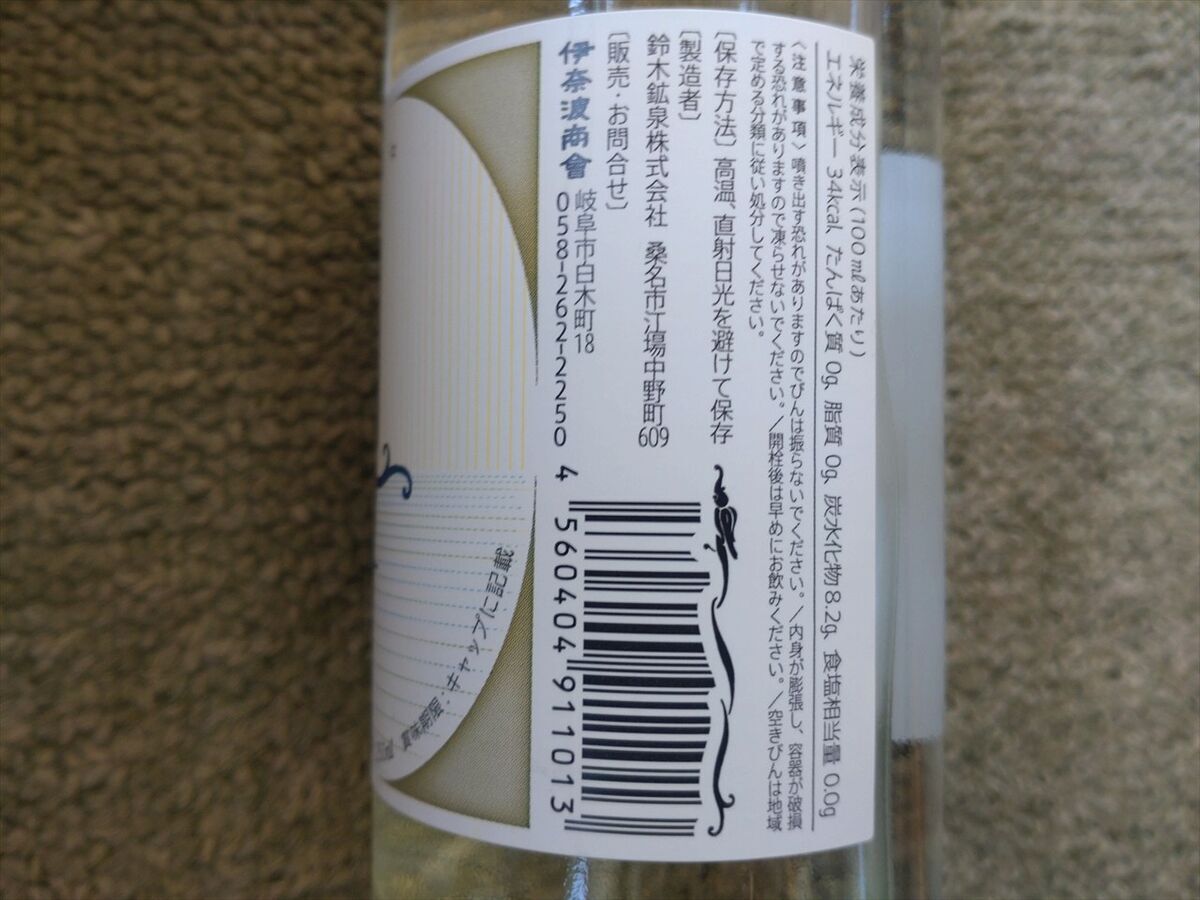 栄養成分表示(100mlあたり)
エネルギー 34kcal、たんぱく質 0g、脂質 0g、炭水化物8.2g、食塩相当量 0.0g
〈注意事項〉噴き出す恐れがありますのでびんは振らないでください。/内身が膨張し、容器が破損
する恐れがありますので凍らせないでください。/開栓後は早めにお飲みください。/空きびんは地域
で定める分類に従い処分してください。
〔保存方法〕高温、直射日光を避けて保存
〔製造者〕
鈴木鉱泉株式会社 桑名市江場中野町609
〔販売・お問合せ〕
伊奈波商會 岐阜市白木町18
058-262-2250
4 560404 911013
賞味期限:キャップに記載